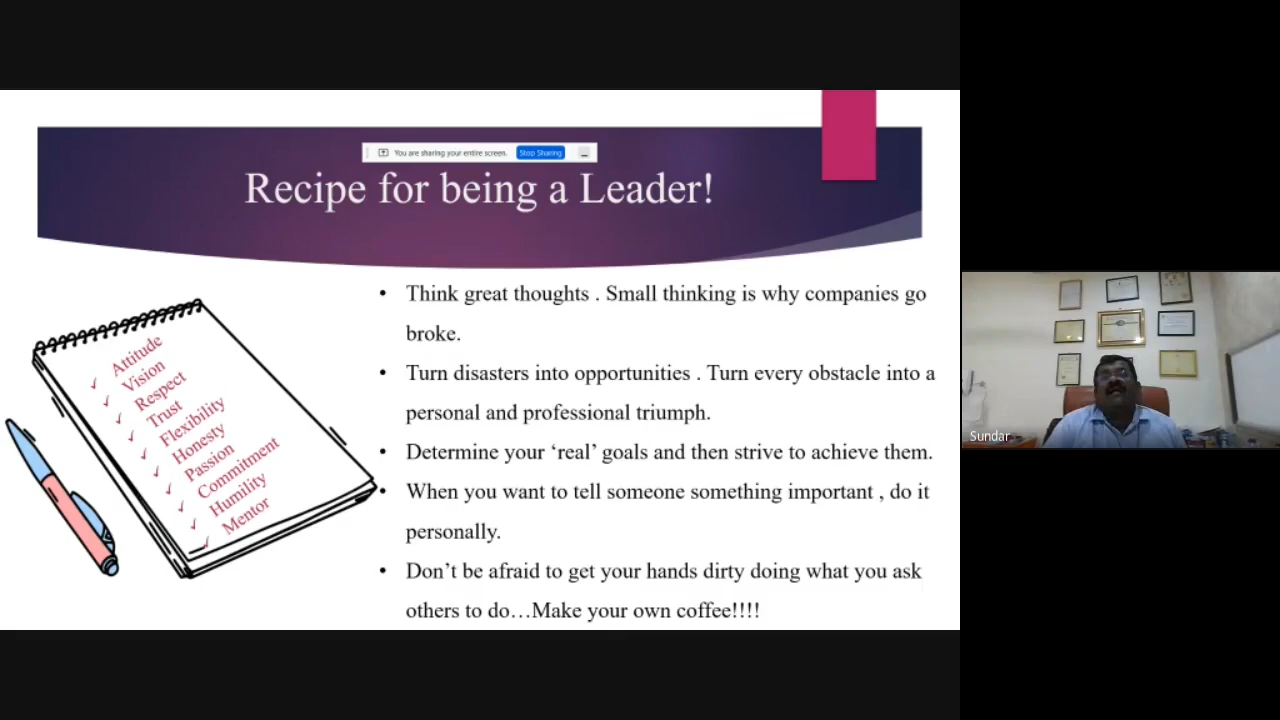 You are sharing your entire screen.
Stop Sharing
Recipe for being a Leader!
• Think great thoughts . Small thinking is why companies go
broke.
• Turn disasters into opportunities . Turn every obstacle into a
personal and professional triumph.
• Determine your ‘real’ goals and then strive to achieve them.
• When you want to tell someone something important , do it
personally.
• Don’t be afraid to get your hands dirty doing what you ask
others to do…Make your own coffee!!!!
✓ Attitude
✓ Vision
✓ Respect
✓ Trust
✓ Flexibility
✓ Honesty
✓ Passion
✓ Commitment
✓ Humility
✓ Mentor
Sundar